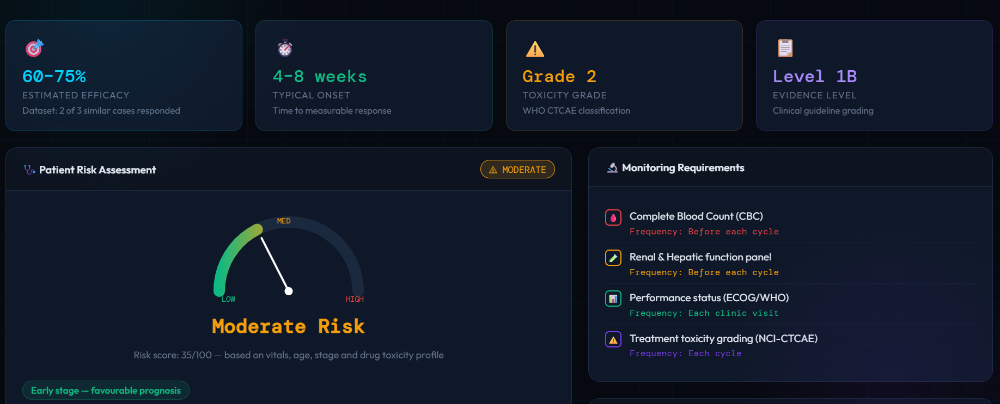 60-75%
ESTIMATED EFFICACY
Dataset: 2 of 3 similar cases responded
4-8 weeks
TYPICAL ONSET
Time to measurable response
Grade 2
TOXICITY GRADE
WHO CTCAE classification
Level 1B
EVIDENCE LEVEL
Clinical guideline grading
Patient Risk Assessment
⚠ MODERATE
MED
LOW
HIGH
Moderate Risk
Risk score: 35/100 — based on vitals, age, stage and drug toxicity profile
Early stage — favourable prognosis
Monitoring Requirements
Complete Blood Count (CBC)
Frequency: Before each cycle
Renal & Hepatic function panel
Frequency: Before each cycle
Performance status (ECOG/WHO)
Frequency: Each clinic visit
Treatment toxicity grading (NCI-CTCAE)
Frequency: Each cycle